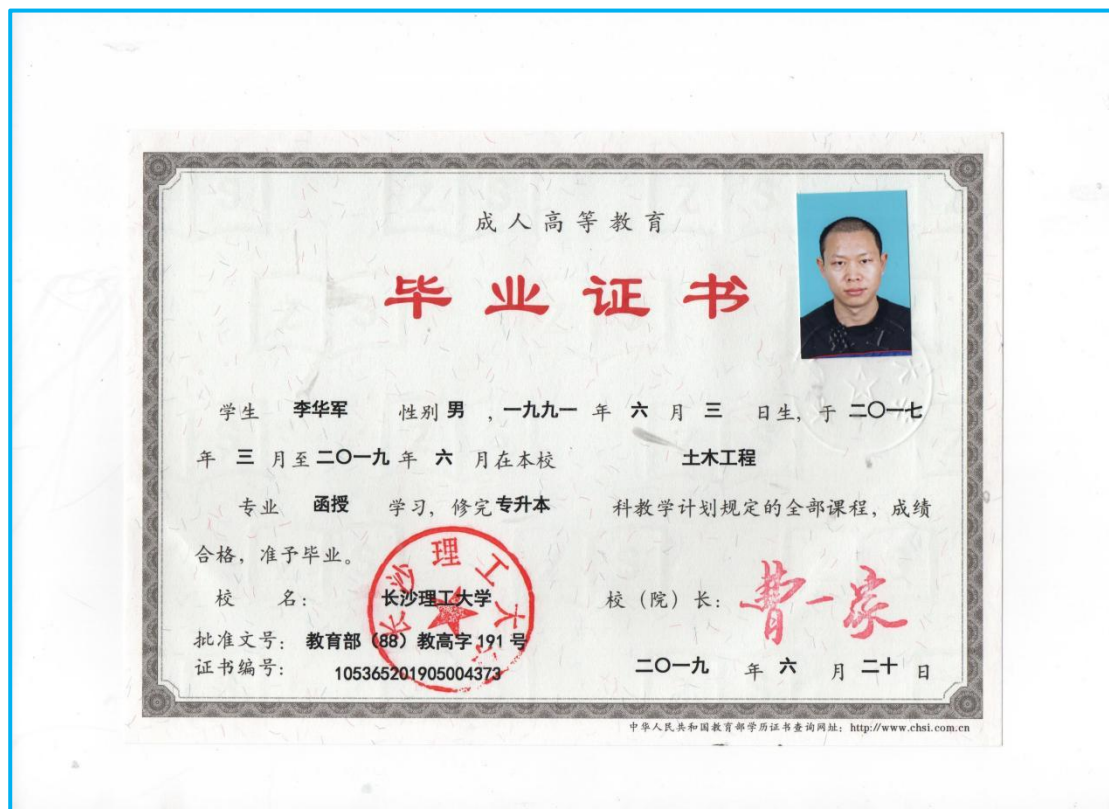 成人高等教育
毕业证书
学生 李华军 性别 男 ，一九九一 年 六 月 三 日生，于 二〇一七
年 三 月至 二〇一九 年 六 月在本校 土木工程
专业 函授 学习，修完 专升本 科教学计划规定的全部课程，成绩
合格，准予毕业。
校 名： 长沙理工大学 校（院）长： 曹一家
长沙理工大学
批准文号： 教育部（88）教高字 191 号
证书编号： 105365201905004373 二〇一九 年 六 月 二十 日
中华人民共和国教育部学历证书查询网址：http://www.chsi.com.cn